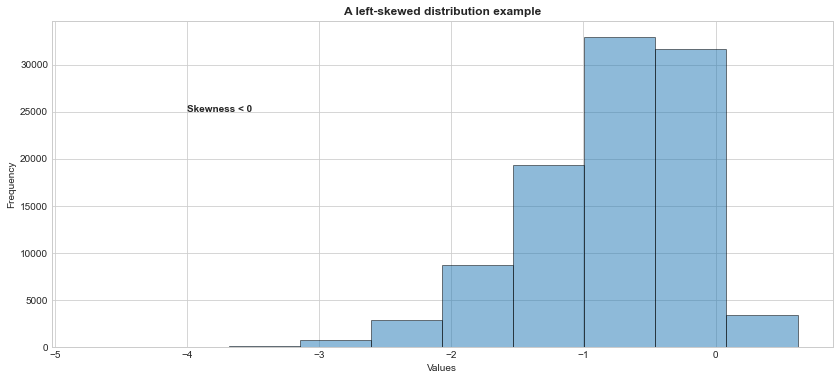 A left-skewed distribution example
30000
25000
20000
15000
10000
5000
0
Frequency
Skewness < 0
−5 −4 −3 −2 −1 0
Values